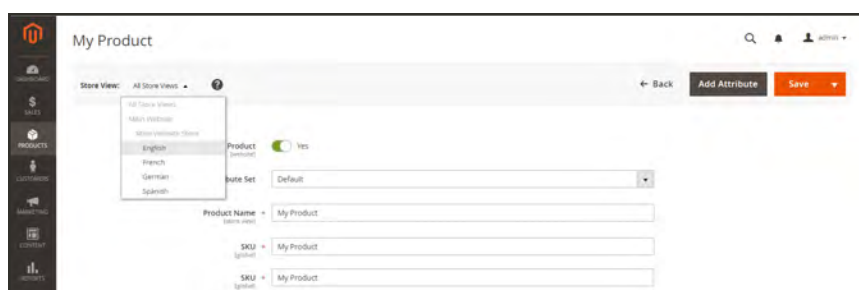 My Product
admin
DASHBOARD
SALES
PRODUCTS
CUSTOMERS
MARKETING
CONTENT
REPORTS
Store View: All Store Views
← Back
Add Attribute
Save
All Store Views
Main Website
Main Website Store
English
French
German
Spanish
Product
[website]
Yes
bute Set
Default
Product Name * My Product
[store view]
SKU * My Product
[global]
SKU * My Product
[global]